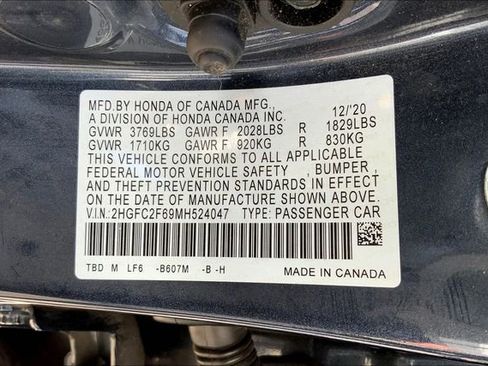 MFD.BY HONDA OF CANADA MFG.,
A DIVISION OF HONDA CANADA INC. 12/'20
GVWR 3769LBS GAWR F 2028LBS R 1829LBS
GVWR 1710KG GAWR F 920KG R 830KG
THIS VEHICLE CONFORMS TO ALL APPLICABLE
FEDERAL MOTOR VEHICLE SAFETY , BUMPER ,
AND THEFT PREVENTION STANDARDS IN EFFECT
ON THE DATE OF MANUFACTURE SHOWN ABOVE.
V.I.N:2HGFC2F69MH524047 TYPE: PASSENGER CAR
TBD M LF6 -B607M -B -H MADE IN CANADA